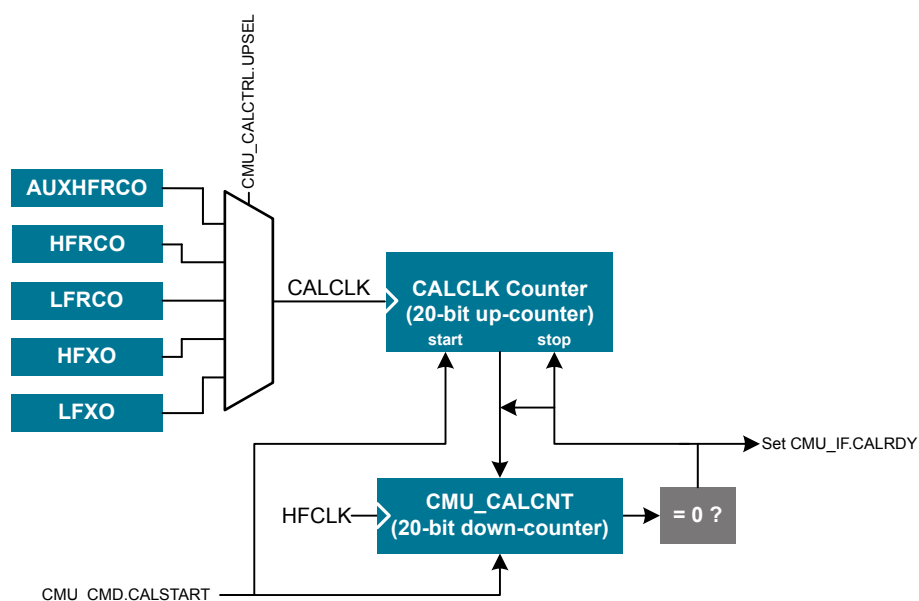 CMU_CALCTRL.UPSEL
AUXHFRCO
HFRCO
LFRCO
HFXO
LFXO
CALCLK
CALCLK Counter
(20-bit up-counter)
start stop
Set CMU_IF.CALRDY
HFCLK
CMU_CALCNT
(20-bit down-counter)
= 0 ?
CMU_CMD.CALSTART